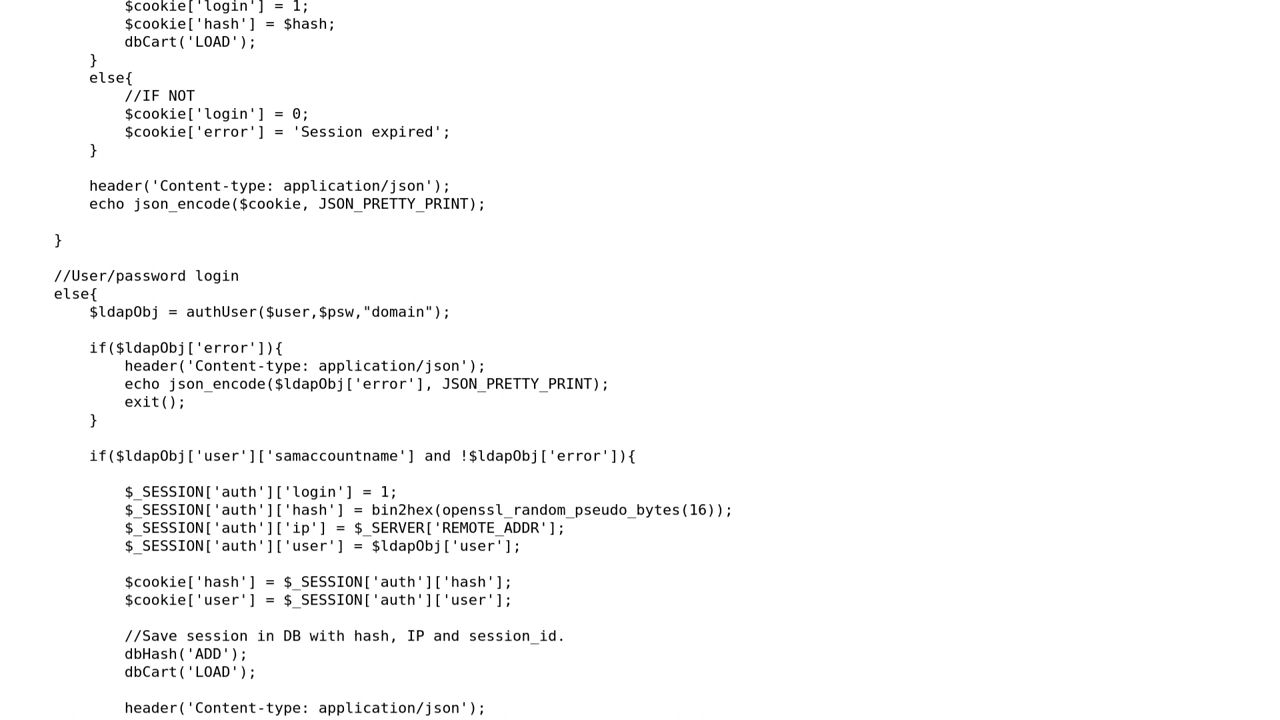 $cookie['login'] = 1;
$cookie['hash'] = $hash;
dbCart('LOAD');
}
else{
//IF NOT
$cookie['login'] = 0;
$cookie['error'] = 'Session expired';
}
header('Content-type: application/json');
echo json_encode($cookie, JSON_PRETTY_PRINT);
}
//User/password login
else{
$ldapObj = authUser($user,$psw,"domain");
if($ldapObj['error']){
header('Content-type: application/json');
echo json_encode($ldapObj['error'], JSON_PRETTY_PRINT);
exit();
}
if($ldapObj['user']['samaccountname'] and !$ldapObj['error']){
$_SESSION['auth']['login'] = 1;
$_SESSION['auth']['hash'] = bin2hex(openssl_random_pseudo_bytes(16));
$_SESSION['auth']['ip'] = $_SERVER['REMOTE_ADDR'];
$_SESSION['auth']['user'] = $ldapObj['user'];
$cookie['hash'] = $_SESSION['auth']['hash'];
$cookie['user'] = $_SESSION['auth']['user'];
//Save session in DB with hash, IP and session_id.
dbHash('ADD');
dbCart('LOAD');
header('Content-type: application/json');